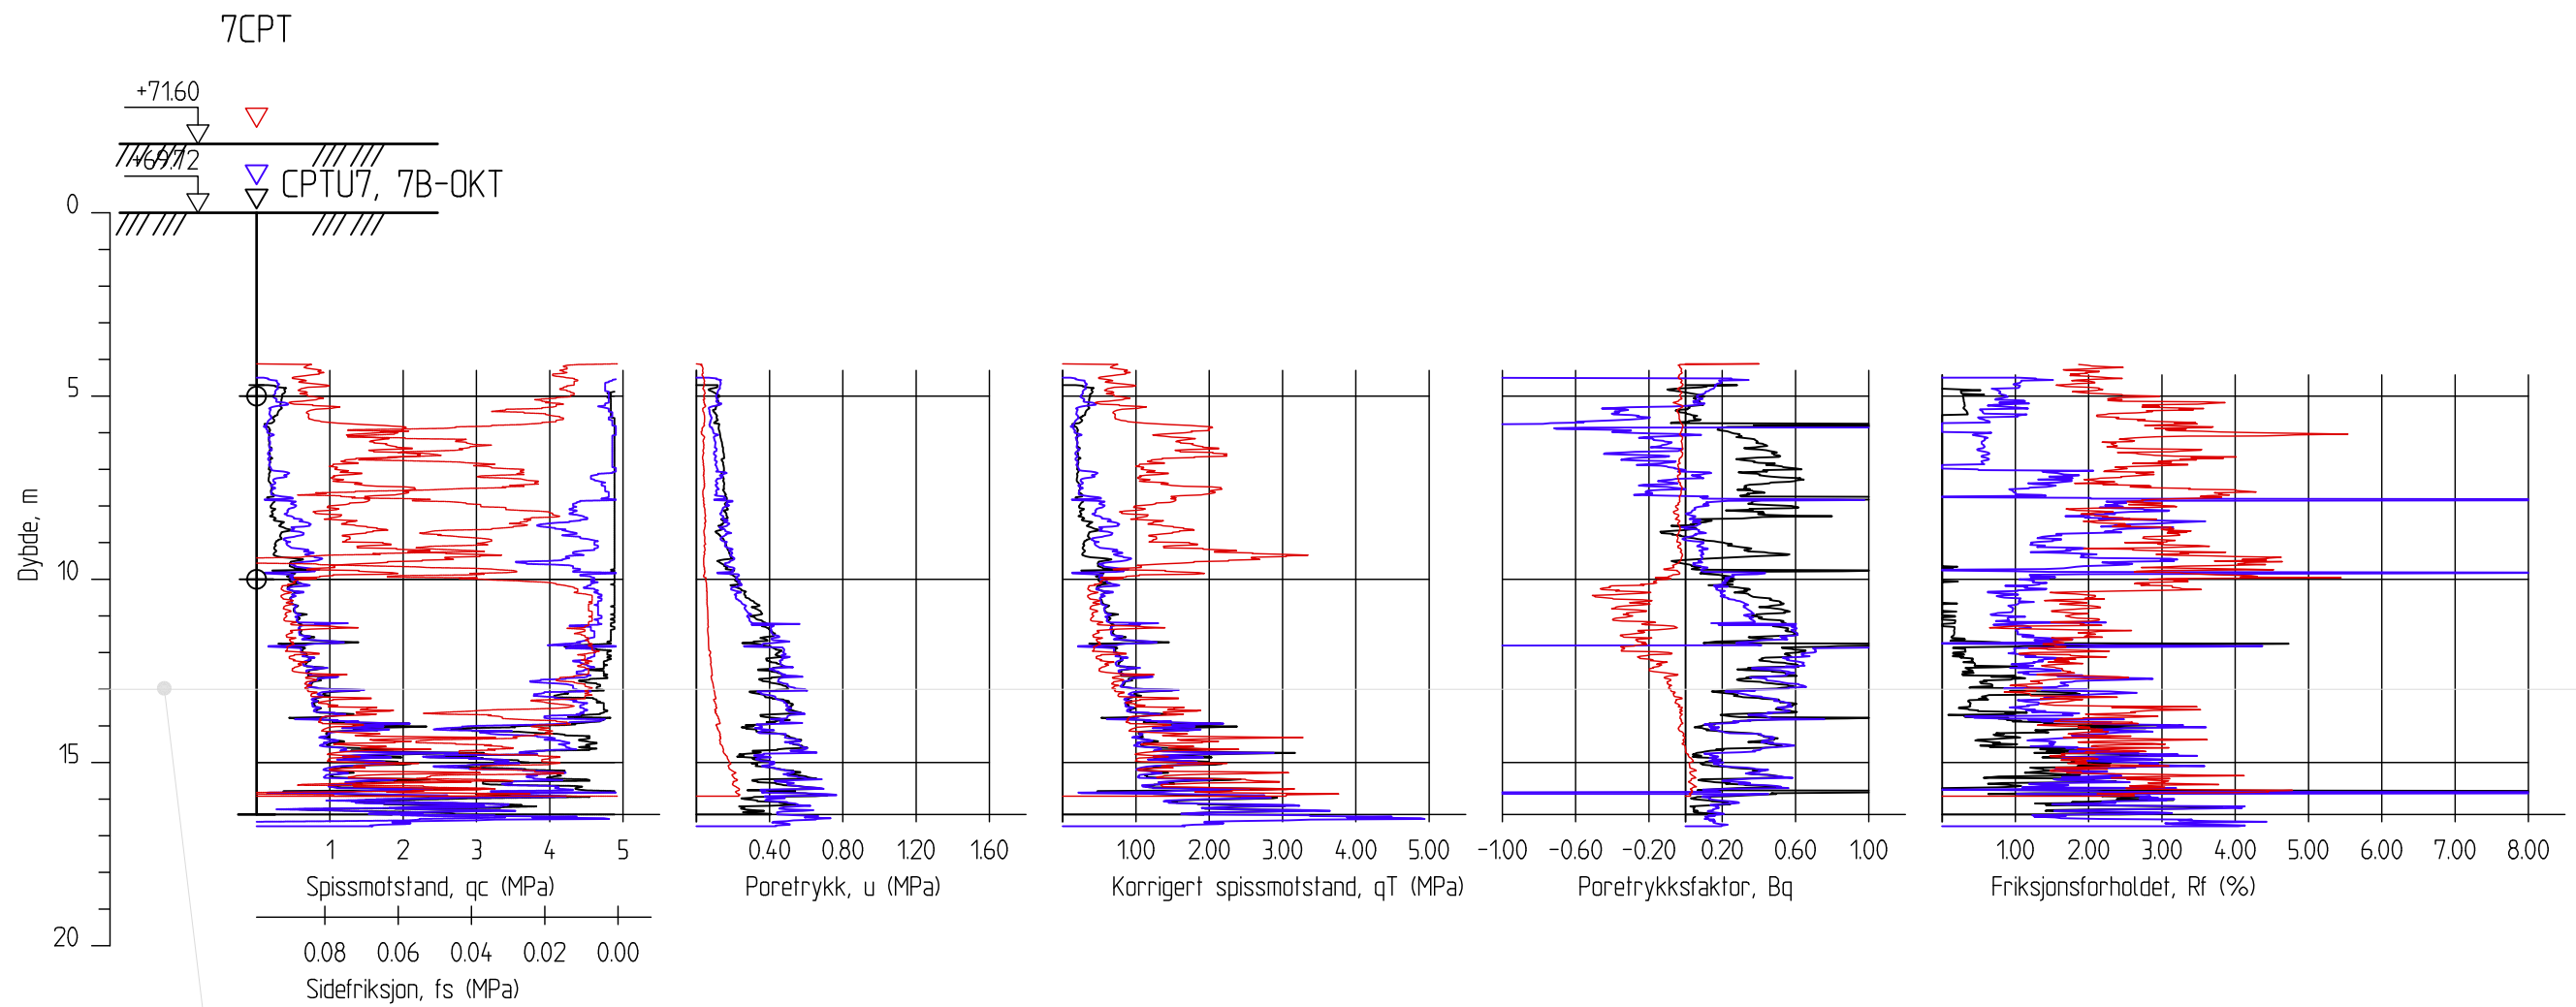 7CPT
+71.60
+69.72
CPTU7, 7B-OKT
0
5
10
15
20
Dybde, m
1 2 3 4 5
Spissmotstand, qc (MPa)
0.08 0.06 0.04 0.02 0.00
Sidefriksjon, fs (MPa)
0.40 0.80 1.20 1.60
Poretrykk, u (MPa)
1.00 2.00 3.00 4.00 5.00
Korrigert spissmotstand, qT (MPa)
-1.00 -0.60 -0.20 0.20 0.60 1.00
Poretrykksfaktor, Bq
1.00 2.00 3.00 4.00 5.00 6.00 7.00 8.00
Friksjonsforholdet, Rf (%)